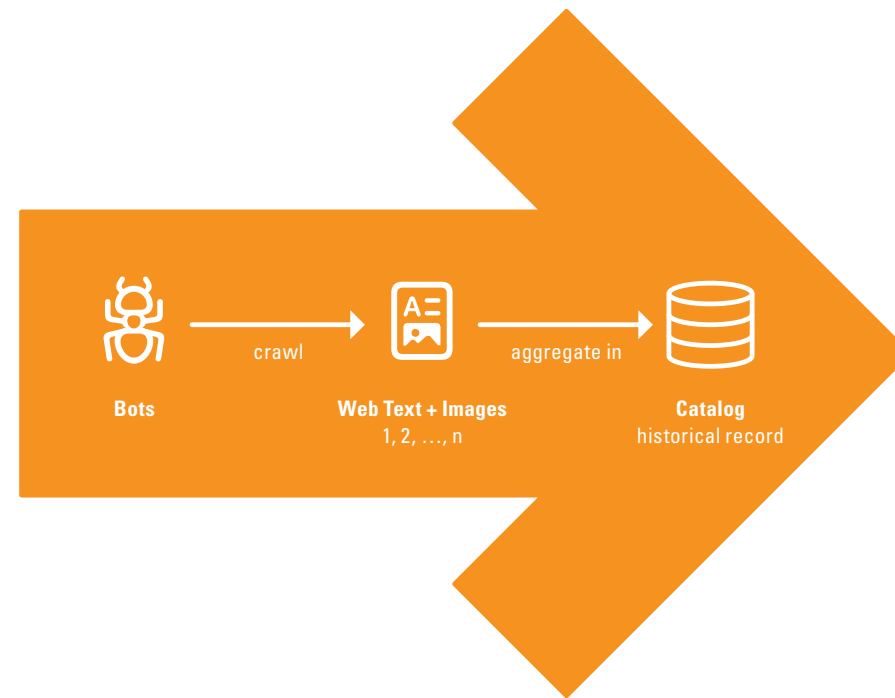 crawl
aggregate in
Bots
Web Text + Images
1, 2, ..., n
Catalog
historical record
A